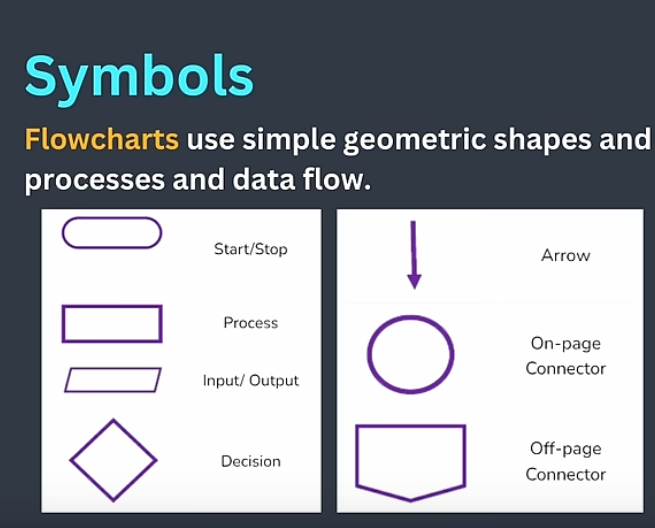 Symbols
Flowcharts use simple geometric shapes and
processes and data flow.
Start/Stop
Process
Input/ Output
Decision
Arrow
On-page
Connector
Off-page
Connector